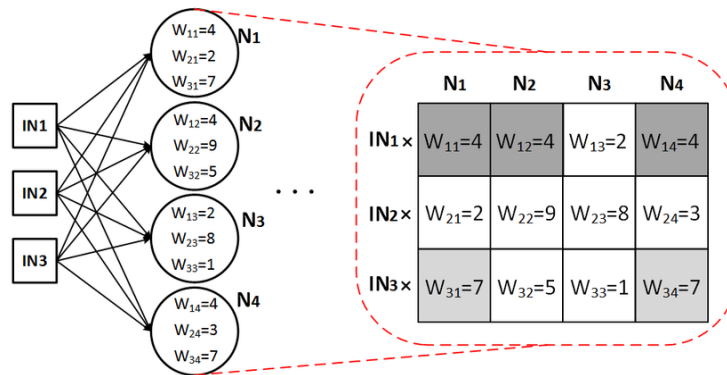 W11=4
W21=2
W31=7
N1
W12=4
W22=9
W32=5
N2
W13=2
W23=8
W33=1
N3
W14=4
W24=3
W34=7
N4
IN1
IN2
IN3
. . .
N1 N2 N3 N4
IN1× W11=4 W12=4 W13=2 W14=4
IN2× W21=2 W22=9 W23=8 W24=3
IN3× W31=7 W32=5 W33=1 W34=7